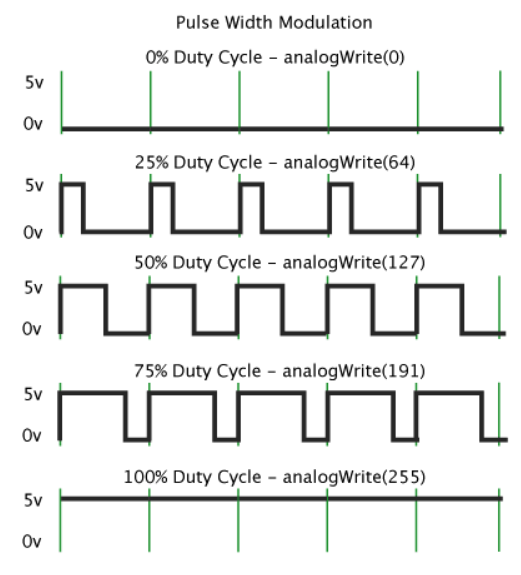 Pulse Width Modulation
0% Duty Cycle – analogWrite(0)
5v
0v
25% Duty Cycle – analogWrite(64)
5v
0v
50% Duty Cycle – analogWrite(127)
5v
0v
75% Duty Cycle – analogWrite(191)
5v
0v
100% Duty Cycle – analogWrite(255)
5v
0v